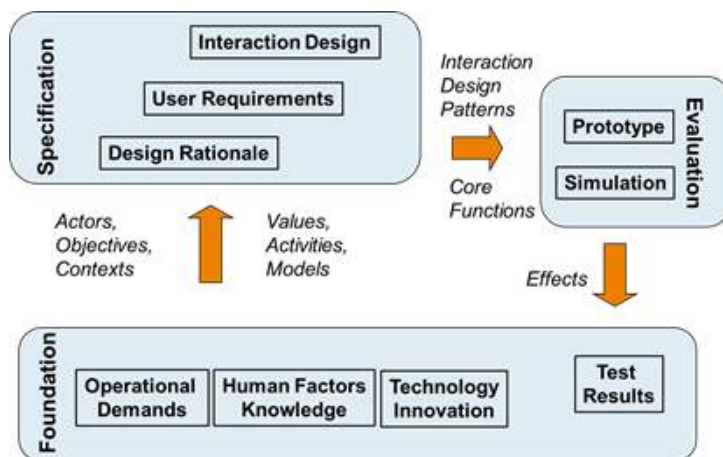 Specification
Interaction Design
User Requirements
Design Rationale
Interaction
Design
Patterns
Core
Functions
Evaluation
Prototype
Simulation
Actors,
Objectives,
Contexts
Values,
Activities,
Models
Effects
Foundation
Operational
Demands
Human Factors
Knowledge
Technology
Innovation
Test
Results